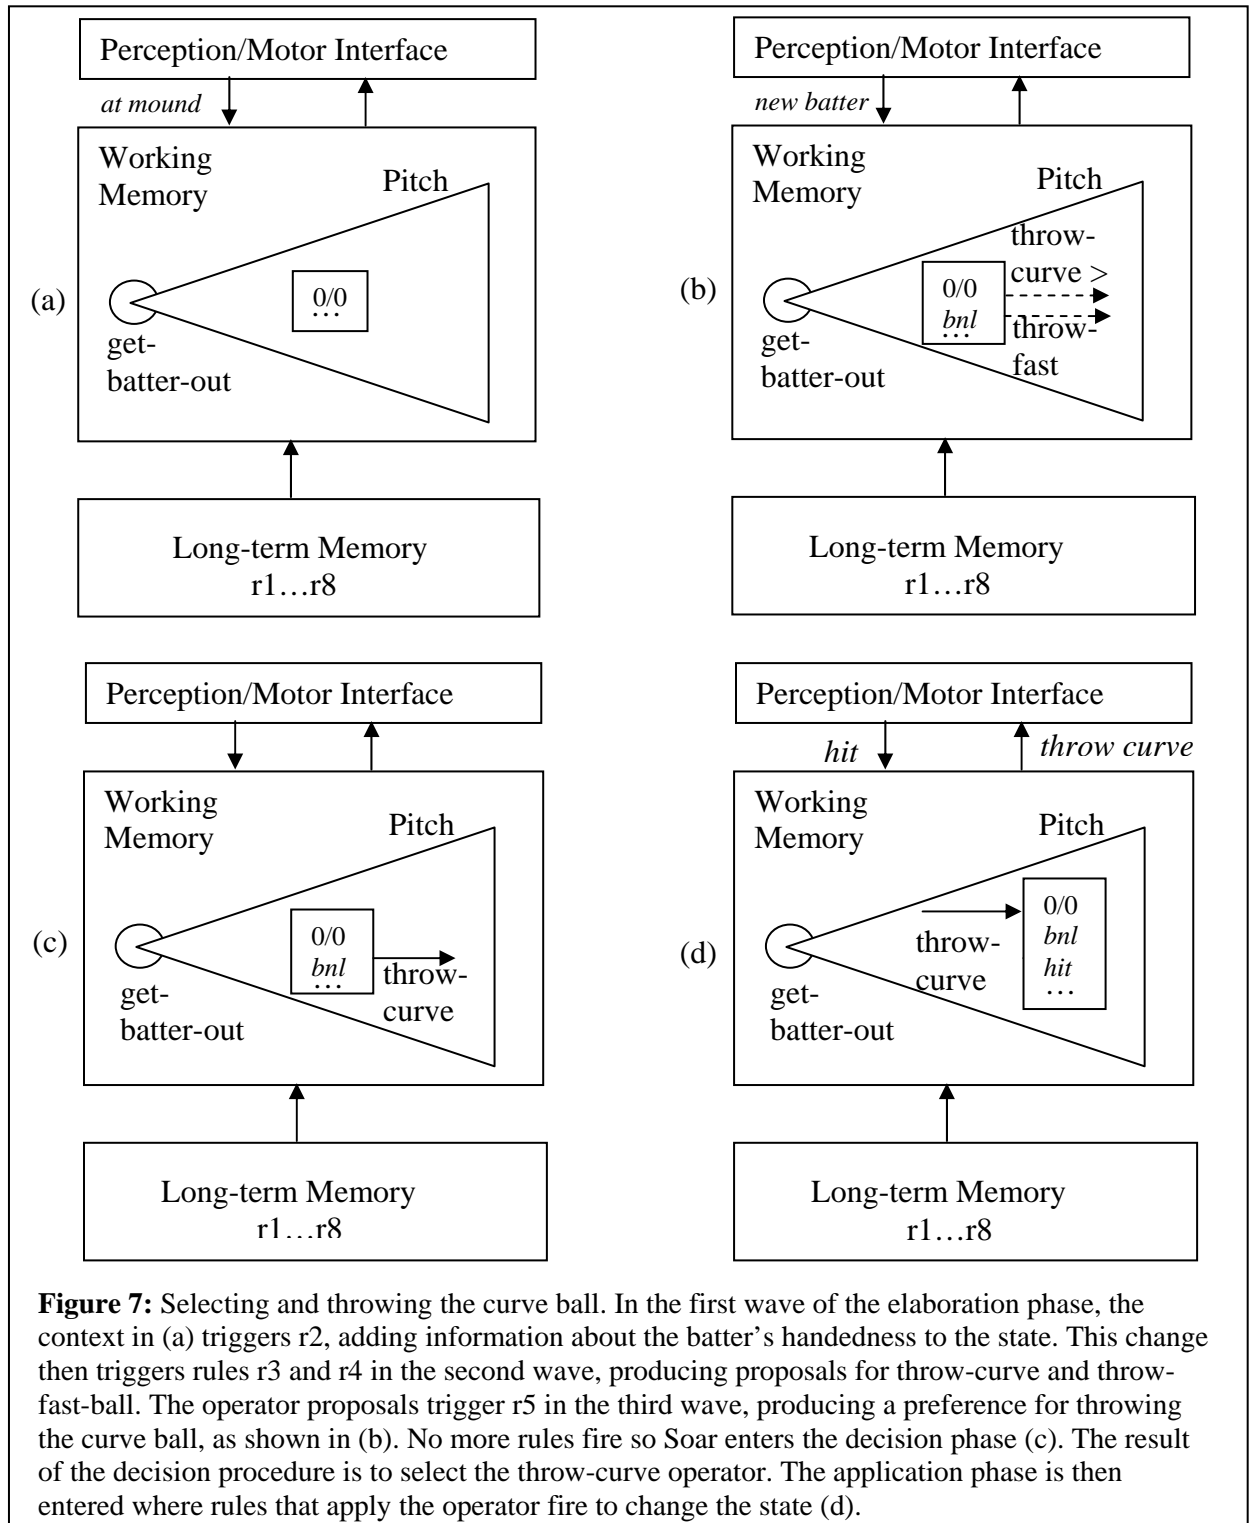 Perception/Motor Interface
at mound
Working
Memory
Pitch
0/0
...
(a)
get-
batter-out
Long-term Memory
r1…r8
Perception/Motor Interface
new batter
Working
Memory
Pitch
throw-
curve >
0/0
bnl
...
throw-
fast
(b)
get-
batter-out
Long-term Memory
r1…r8
Perception/Motor Interface
Working
Memory
Pitch
0/0
bnl
...
throw-
curve
(c)
get-
batter-out
Long-term Memory
r1…r8
Perception/Motor Interface
hit
throw curve
Working
Memory
Pitch
0/0
bnl
hit
...
throw-
curve
(d)
get-
batter-out
Long-term Memory
r1…r8
Figure 7: Selecting and throwing the curve ball. In the first wave of the elaboration phase, the
context in (a) triggers r2, adding information about the batter’s handedness to the state. This change
then triggers rules r3 and r4 in the second wave, producing proposals for throw-curve and throw-
fast-ball. The operator proposals trigger r5 in the third wave, producing a preference for throwing
the curve ball, as shown in (b). No more rules fire so Soar enters the decision phase (c). The result
of the decision procedure is to select the throw-curve operator. The application phase is then
entered where rules that apply the operator fire to change the state (d).